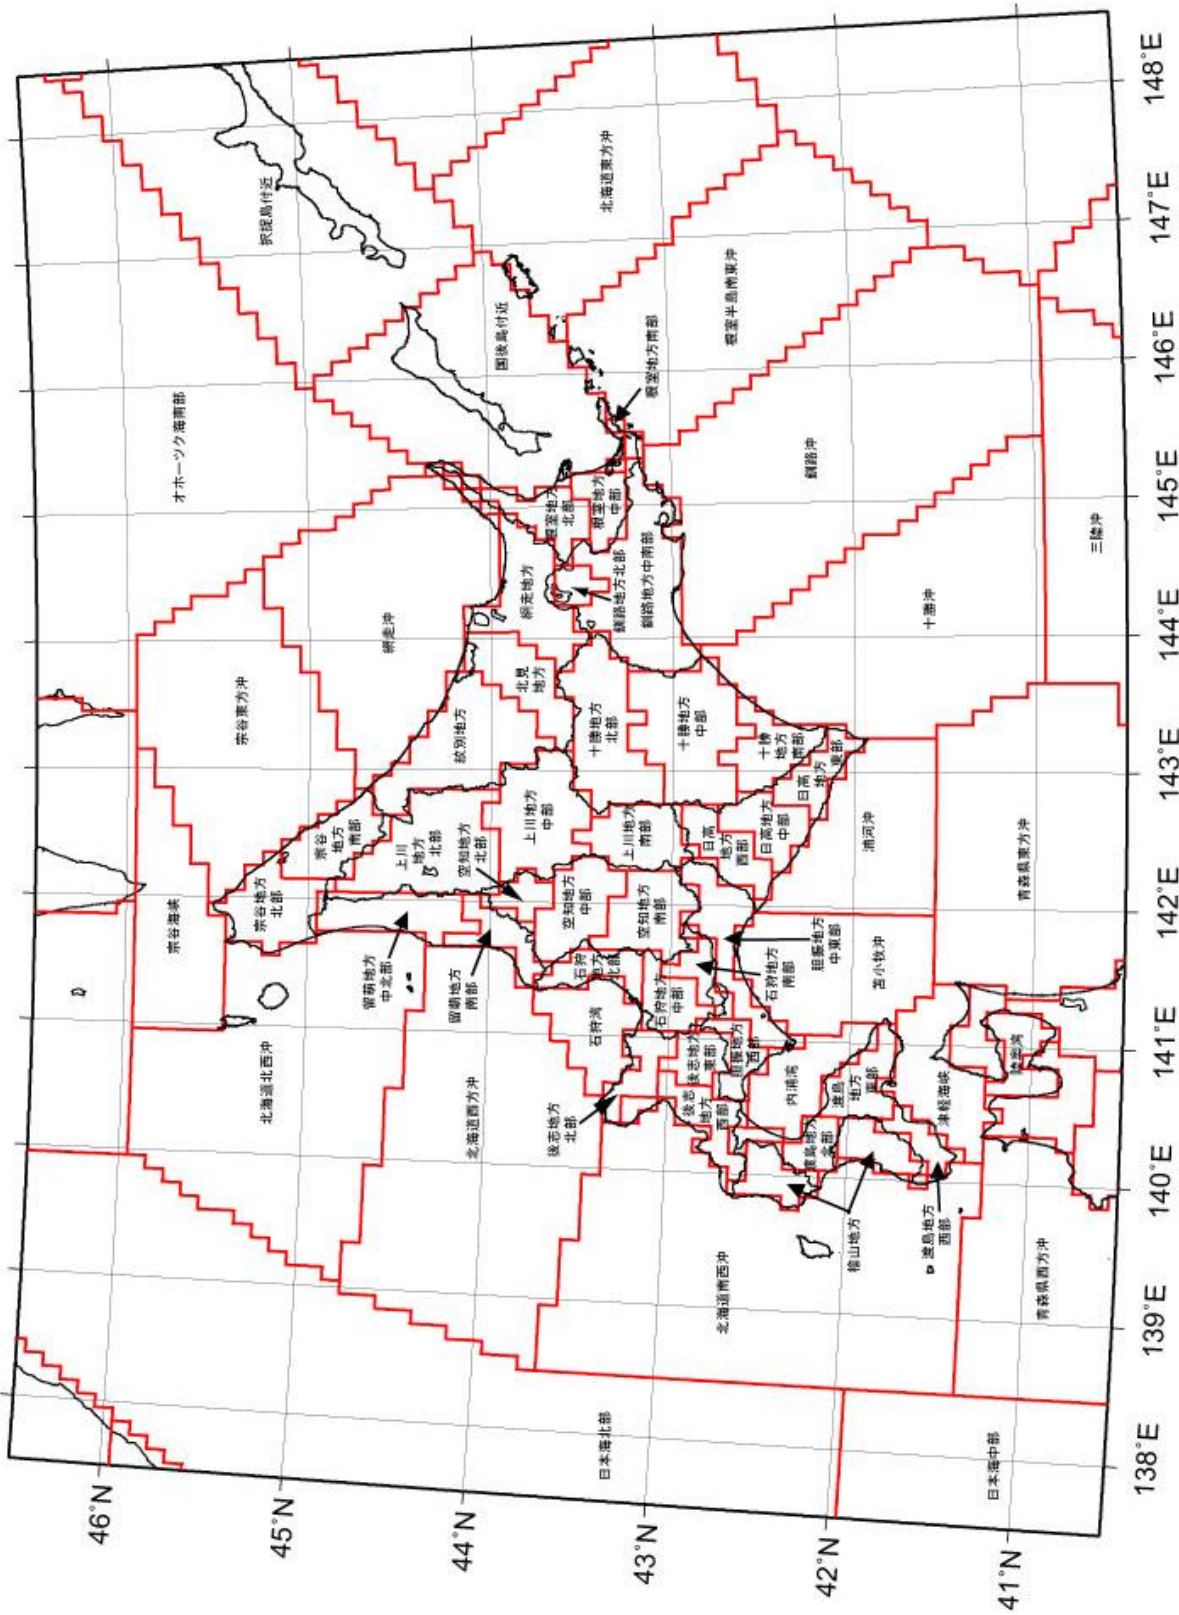 46°N
45°N
44°N
43°N
42°N
41°N
138°E
139°E
140°E
141°E
142°E
143°E
144°E
145°E
146°E
147°E
148°E
オホーツク海南部
択捉島付近
宗谷海峡
宗谷東方沖
網走沖
国後島付近
北海道東方沖
北海道北西沖
宗谷地方
北部
宗谷
地方
南部
上川
地方
北部
紋別地方
北見
地方
網走地方
根室地方
北部
根室地方
中部
根室地方南部
根室半島南東沖
留萌地方
中北部
留萌地方
南部
空知地方
北部
上川地方
中部
十勝地方
北部
釧路地方北部
釧路地方中南部
釧路沖
北海道西方沖
石狩湾
石狩
地方
北部
空知地方
中部
空知地方
南部
上川地方
南部
十勝地方
中部
後志地方
北部
石狩地方
中部
後志地方
東部
後志
地方
西部
胆振地方
西部
石狩地方
南部
胆振地方
中東部
日高
地方
西部
日高地方
中部
十勝
地方
南部
日高
地方
東部
十勝沖
内浦湾
渡島
地方
東部
渡島地方
北部
檜山地方
渡島地方
西部
苫小牧沖
浦河沖
津軽海峡
陸奥湾
青森県東方沖
三陸沖
日本海北部
北海道南西沖
青森県西方沖
日本海中部